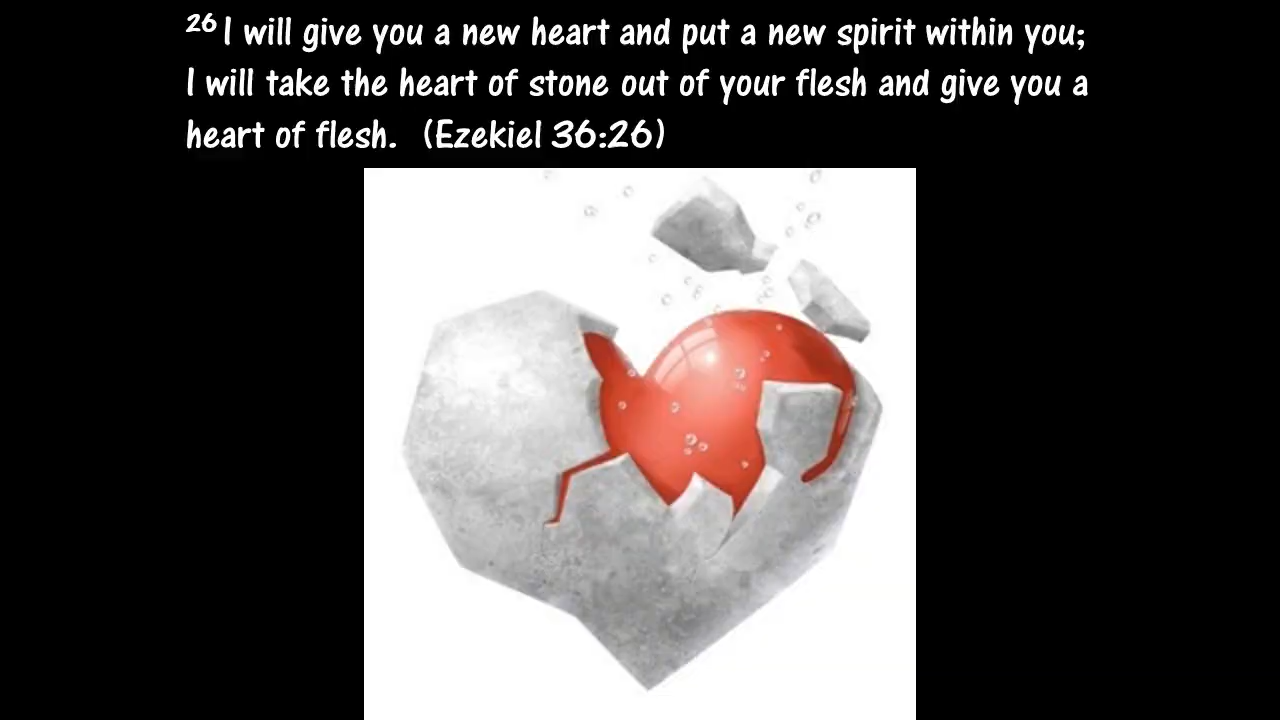 26 I will give you a new heart and put a new spirit within you;
I will take the heart of stone out of your flesh and give you a
heart of flesh. (Ezekiel 36:26)